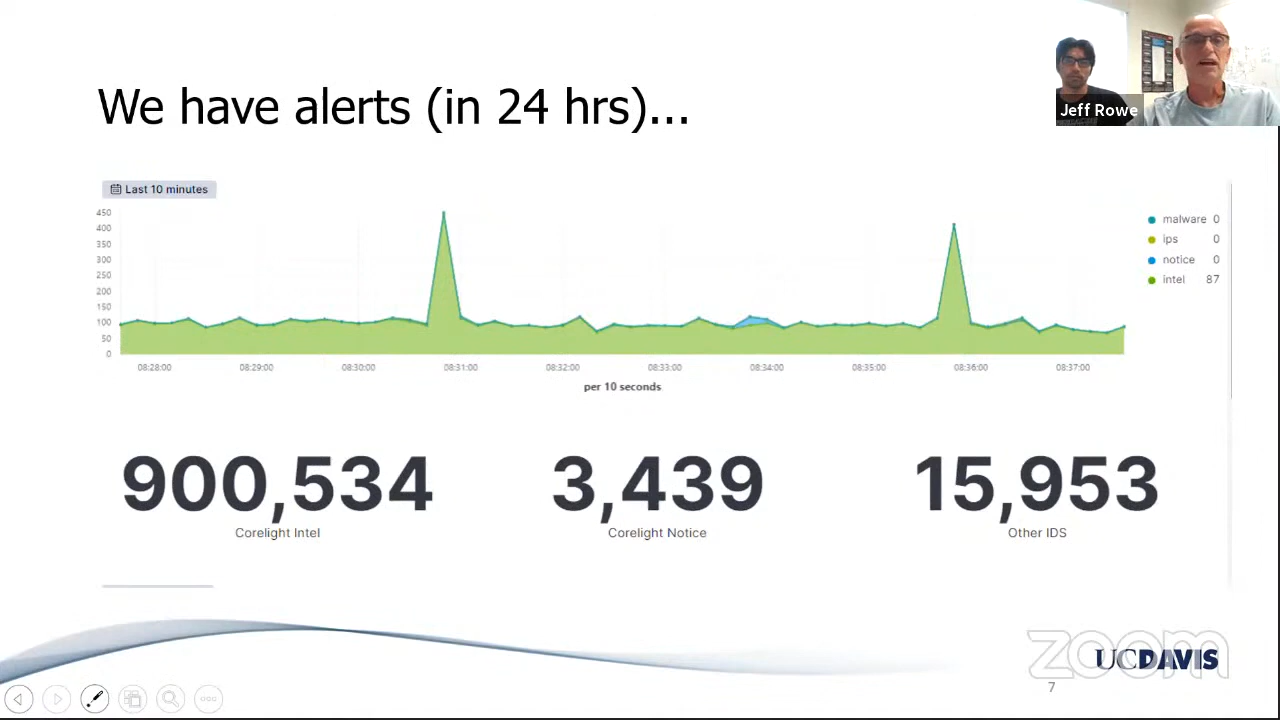 Jeff Rowe
We have alerts (in 24 hrs)...
Last 10 minutes
450
400
350
300
250
200
150
100
50
0
08:28:00 08:29:00 08:30:00 08:31:00 08:32:00 08:33:00 08:34:00 08:35:00 08:36:00 08:37:00
per 10 seconds
malware 0
ips 0
notice 0
intel 87
900,534 3,439 15,953
Corelight Intel Corelight Notice Other IDS
zoom
UCDAVIS
7